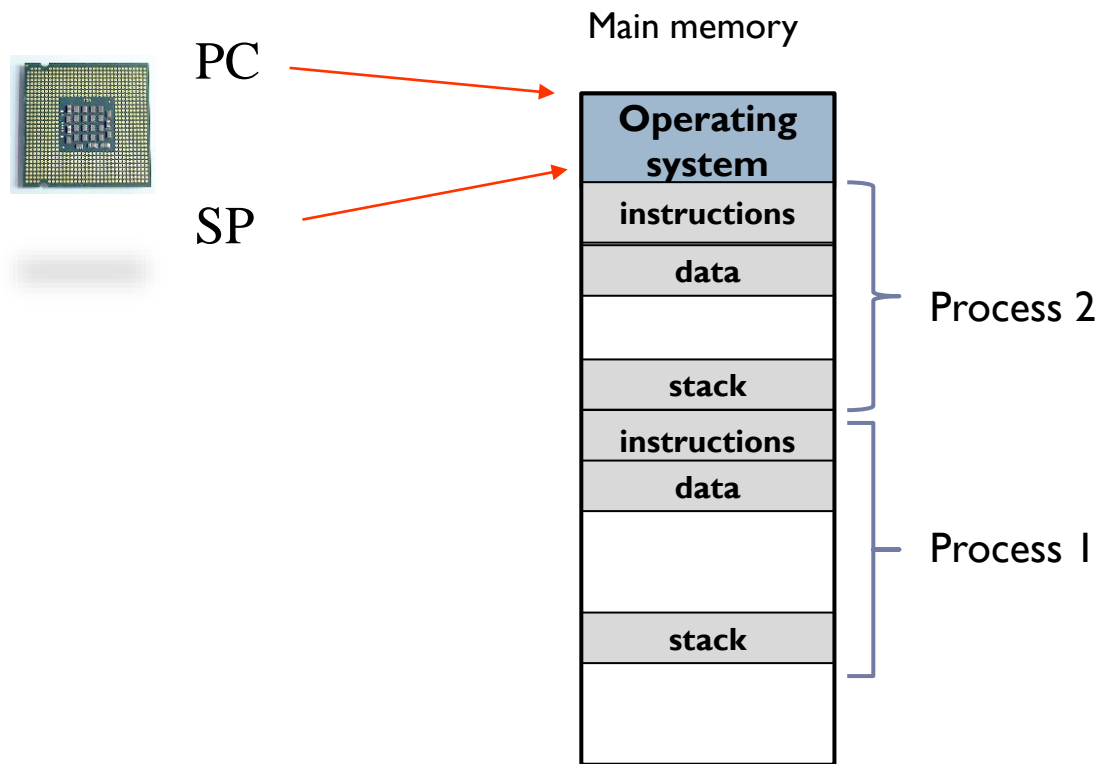 Main memory
PC
Operating
system
SP
instructions
data
Process 2
stack
instructions
data
Process 1
stack